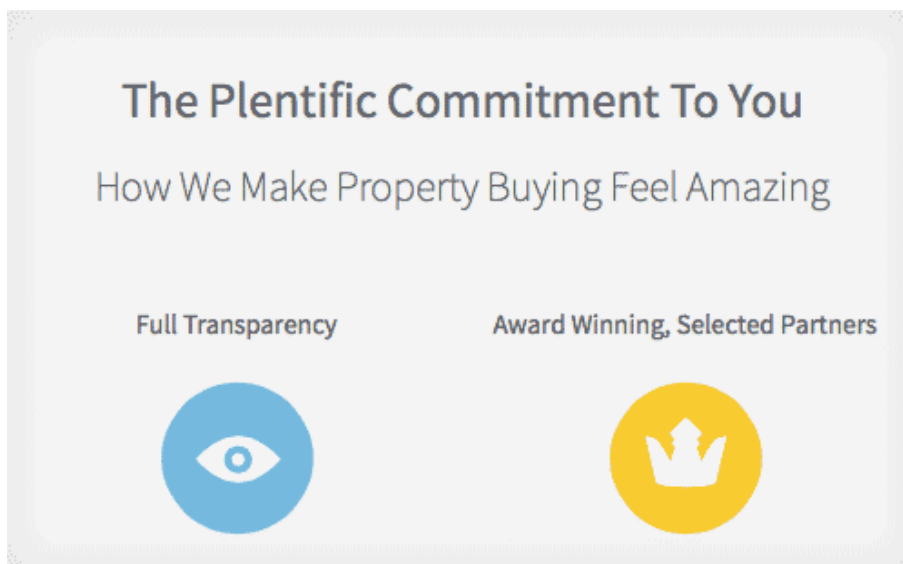 The Plentific Commitment To You
How We Make Property Buying Feel Amazing
Full Transparency
Award Winning, Selected Partners